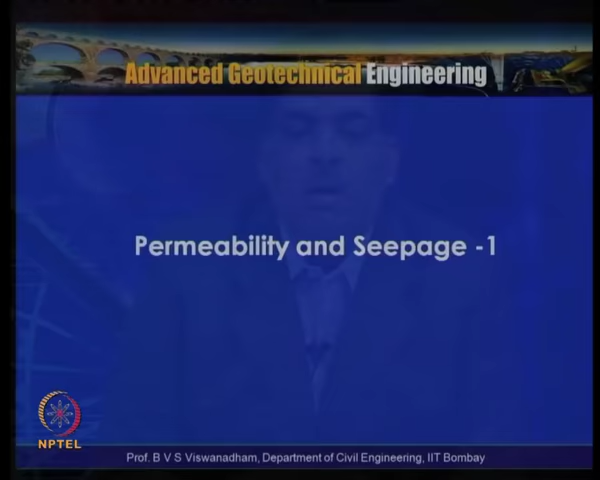 Advanced Geotechnical Engineering
Permeability and Seepage -1
NPTEL
Prof. B V S Viswanadham, Department of Civil Engineering, IIT Bombay